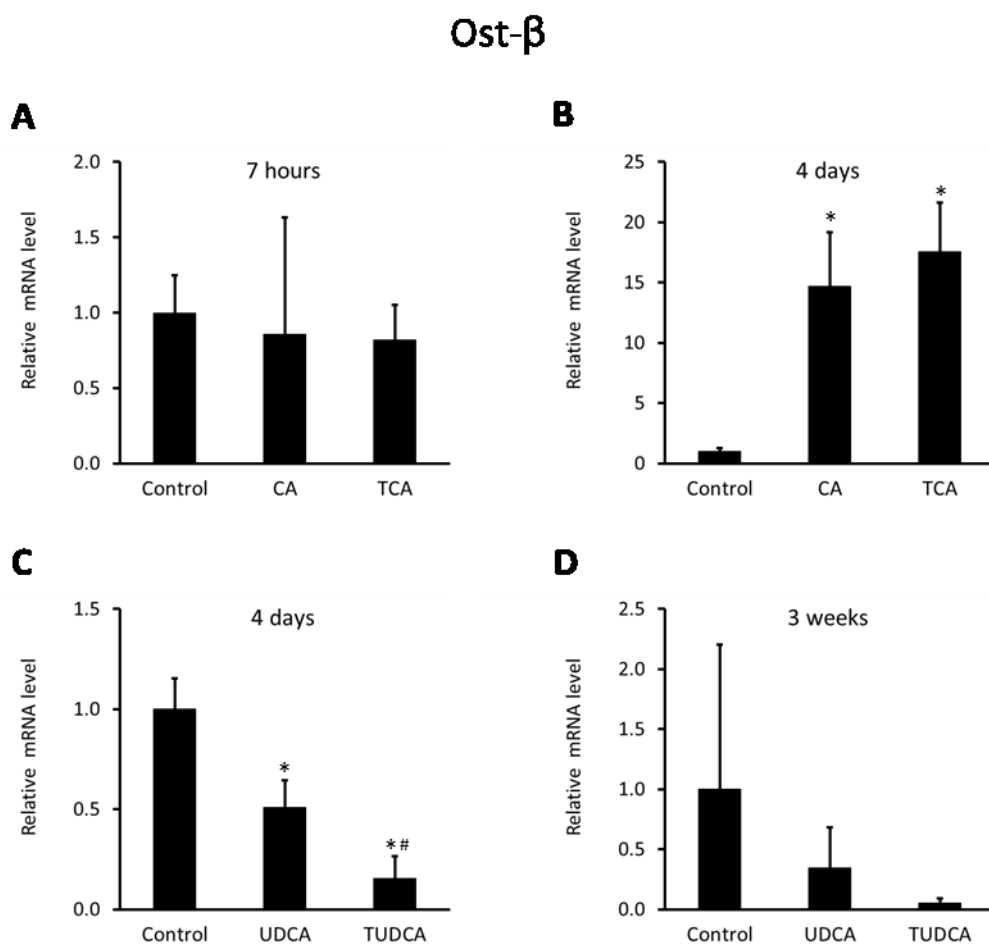 Ost-β
A
7 hours
Relative mRNA level
2.0
1.5
1.0
0.5
0.0
Control CA TCA
B
4 days
Relative mRNA level
25
20
15
10
5
0
* *
Control CA TCA
C
4 days
Relative mRNA level
1.5
1.0
0.5
0.0
*
*#
Control UDCA TUDCA
D
3 weeks
Relative mRNA level
2.5
2.0
1.5
1.0
0.5
0.0
Control UDCA TUDCA